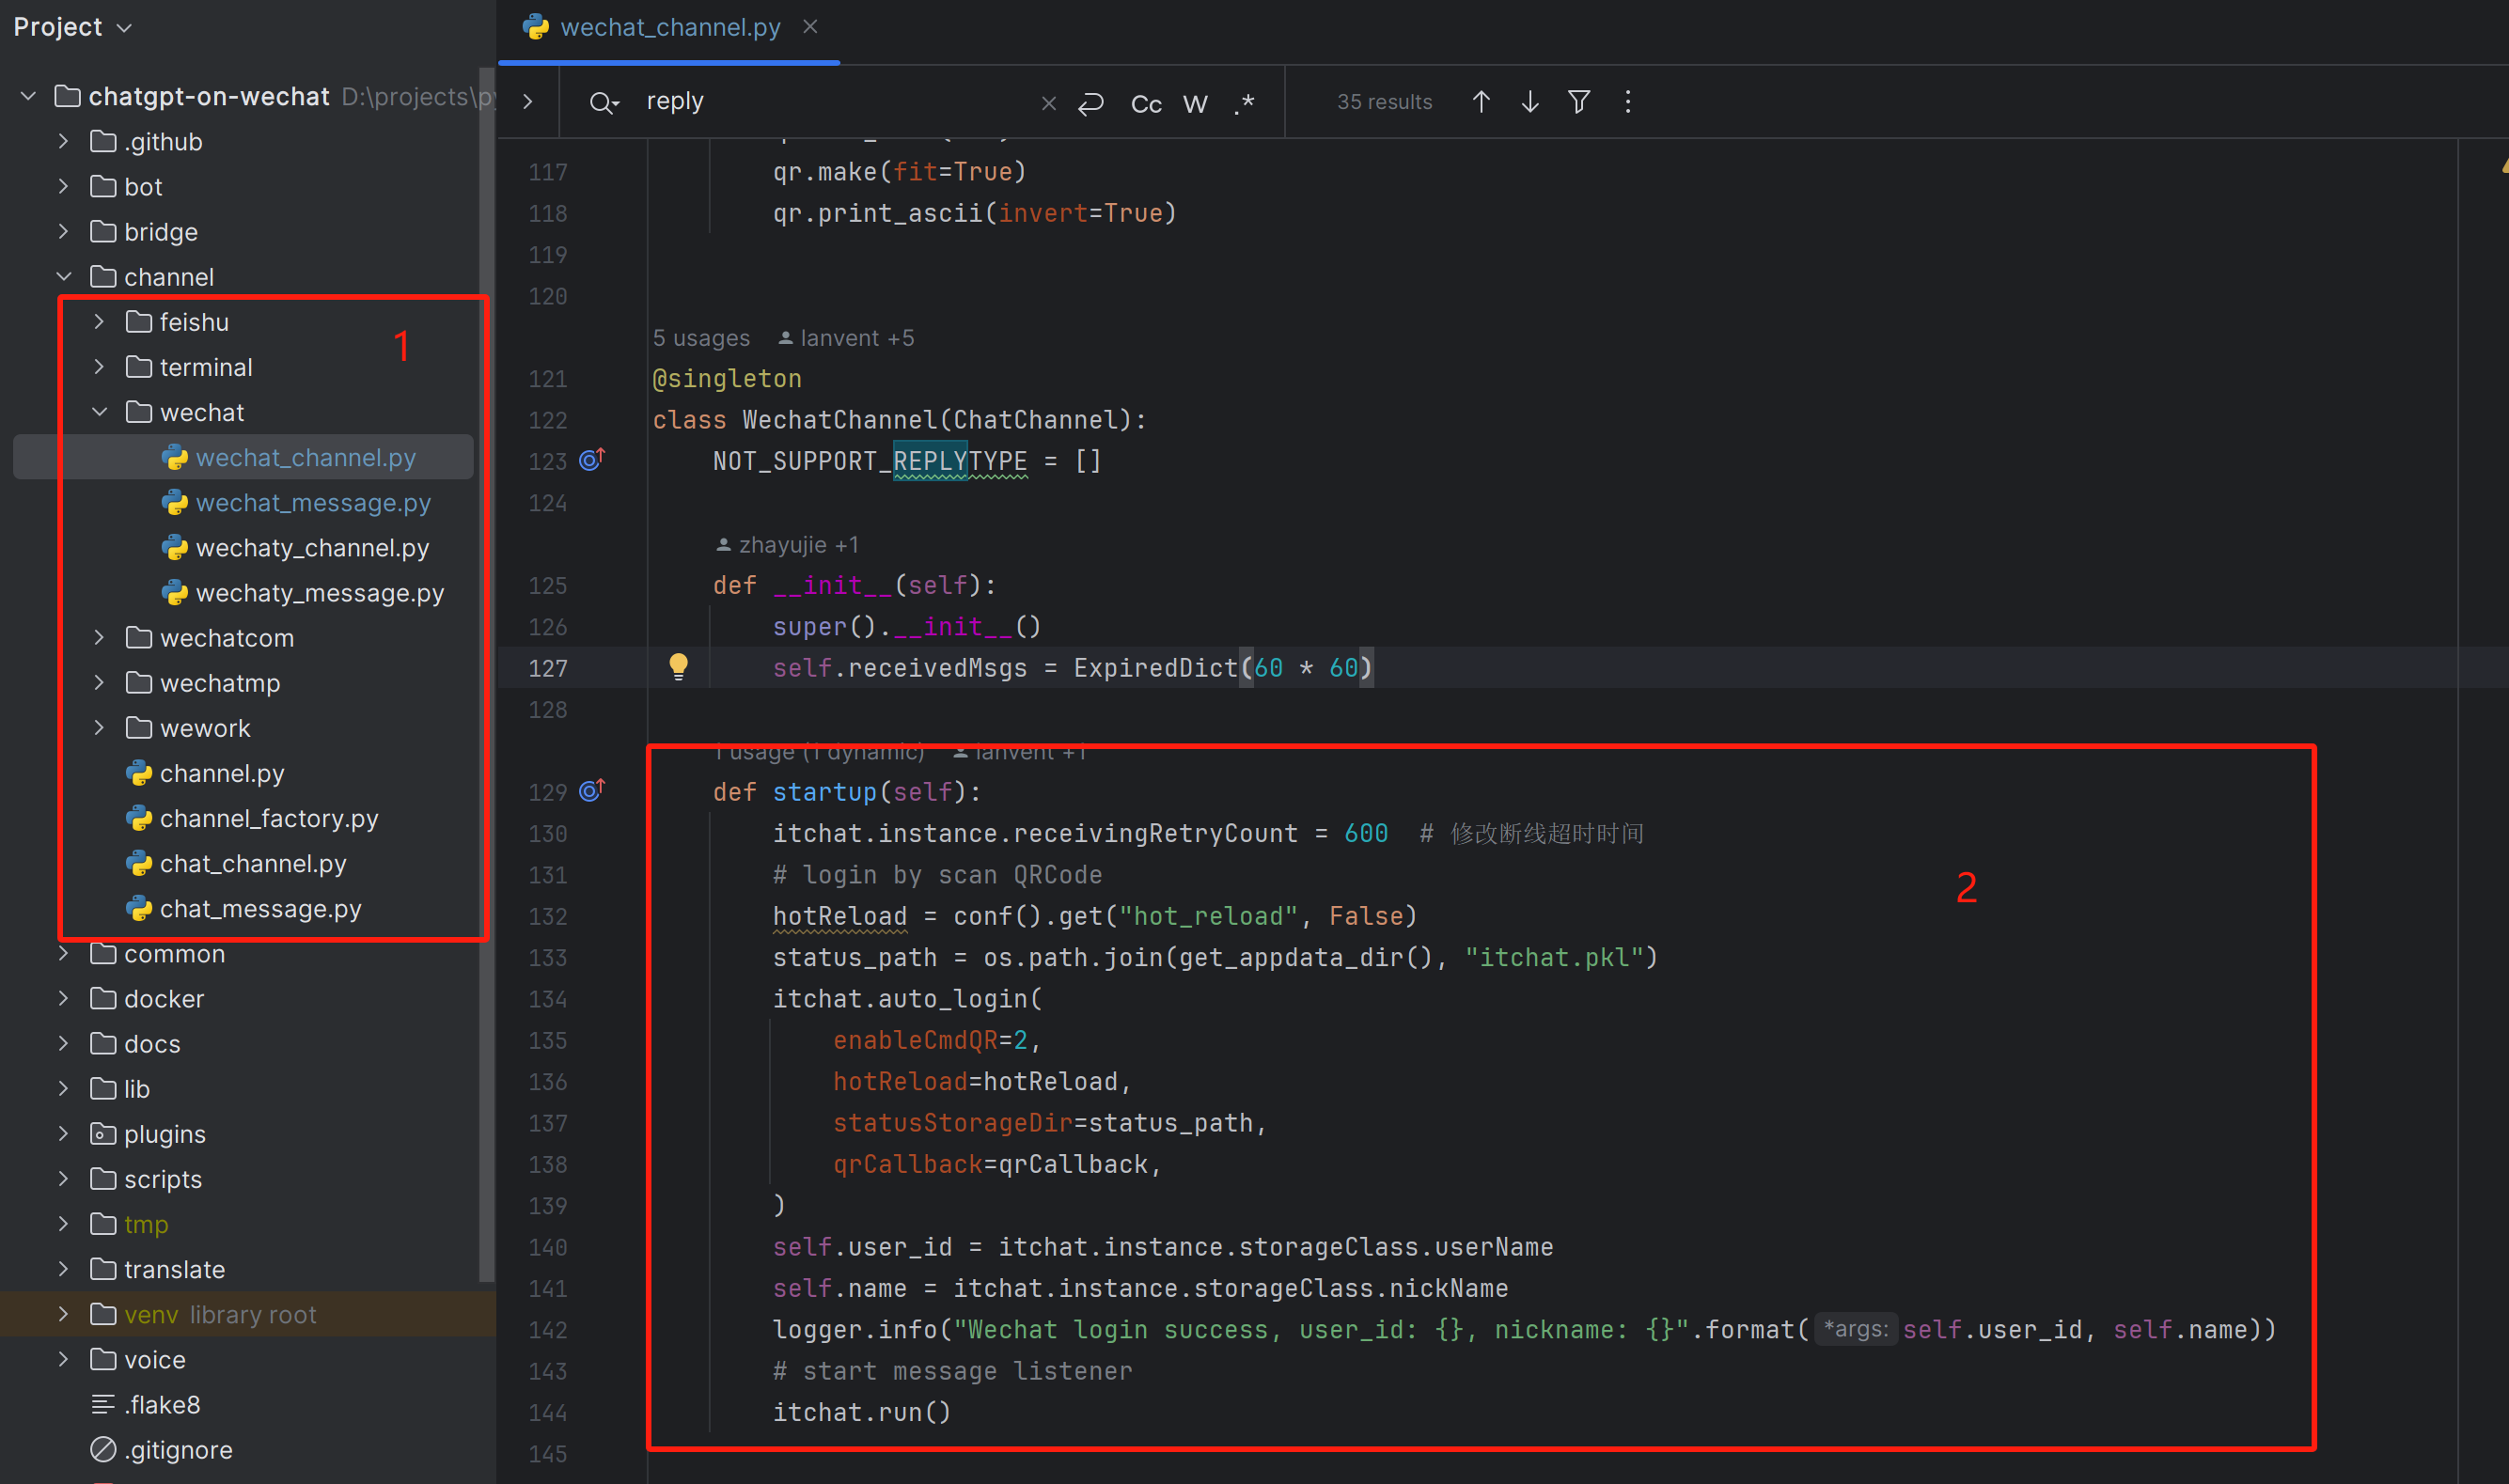 Project
chatgpt-on-wechat D:\projects\py
.github
bot
bridge
channel
feishu
1
terminal
wechat
wechat_channel.py
wechat_message.py
wechaty_channel.py
wechaty_message.py
wechatcom
wechatmp
wework
channel.py
channel_factory.py
chat_channel.py
chat_message.py
common
docker
docs
lib
plugins
scripts
tmp
translate
venv library root
voice
.flake8
.gitignore
wechat_channel.py
reply
Cc W .*
35 results
117 qr.make(fit=True)
118 qr.print_ascii(invert=True)
119
120
5 usages lanvent +5
121 @singleton
122 class WechatChannel(ChatChannel):
123 NOT_SUPPORT_REPLYTYPE = []
124
zhayujie +1
125 def __init__(self):
126 super().__init__()
127 self.receivedMsgs = ExpiredDict(60 * 60)
128
1 usage (1 dynamic) lanvent +1
129 def startup(self):
130 itchat.instance.receivingRetryCount = 600 # 修改断线超时时间
131 # login by scan QRCode
2
132 hotReload = conf().get("hot_reload", False)
133 status_path = os.path.join(get_appdata_dir(), "itchat.pkl")
134 itchat.auto_login(
135 enableCmdQR=2,
136 hotReload=hotReload,
137 statusStorageDir=status_path,
138 qrCallback=qrCallback,
139 )
140 self.user_id = itchat.instance.storageClass.userName
141 self.name = itchat.instance.storageClass.nickName
142 logger.info("Wechat login success, user_id: {}, nickname: {}".format( *args: self.user_id, self.name))
143 # start message listener
144 itchat.run()
145